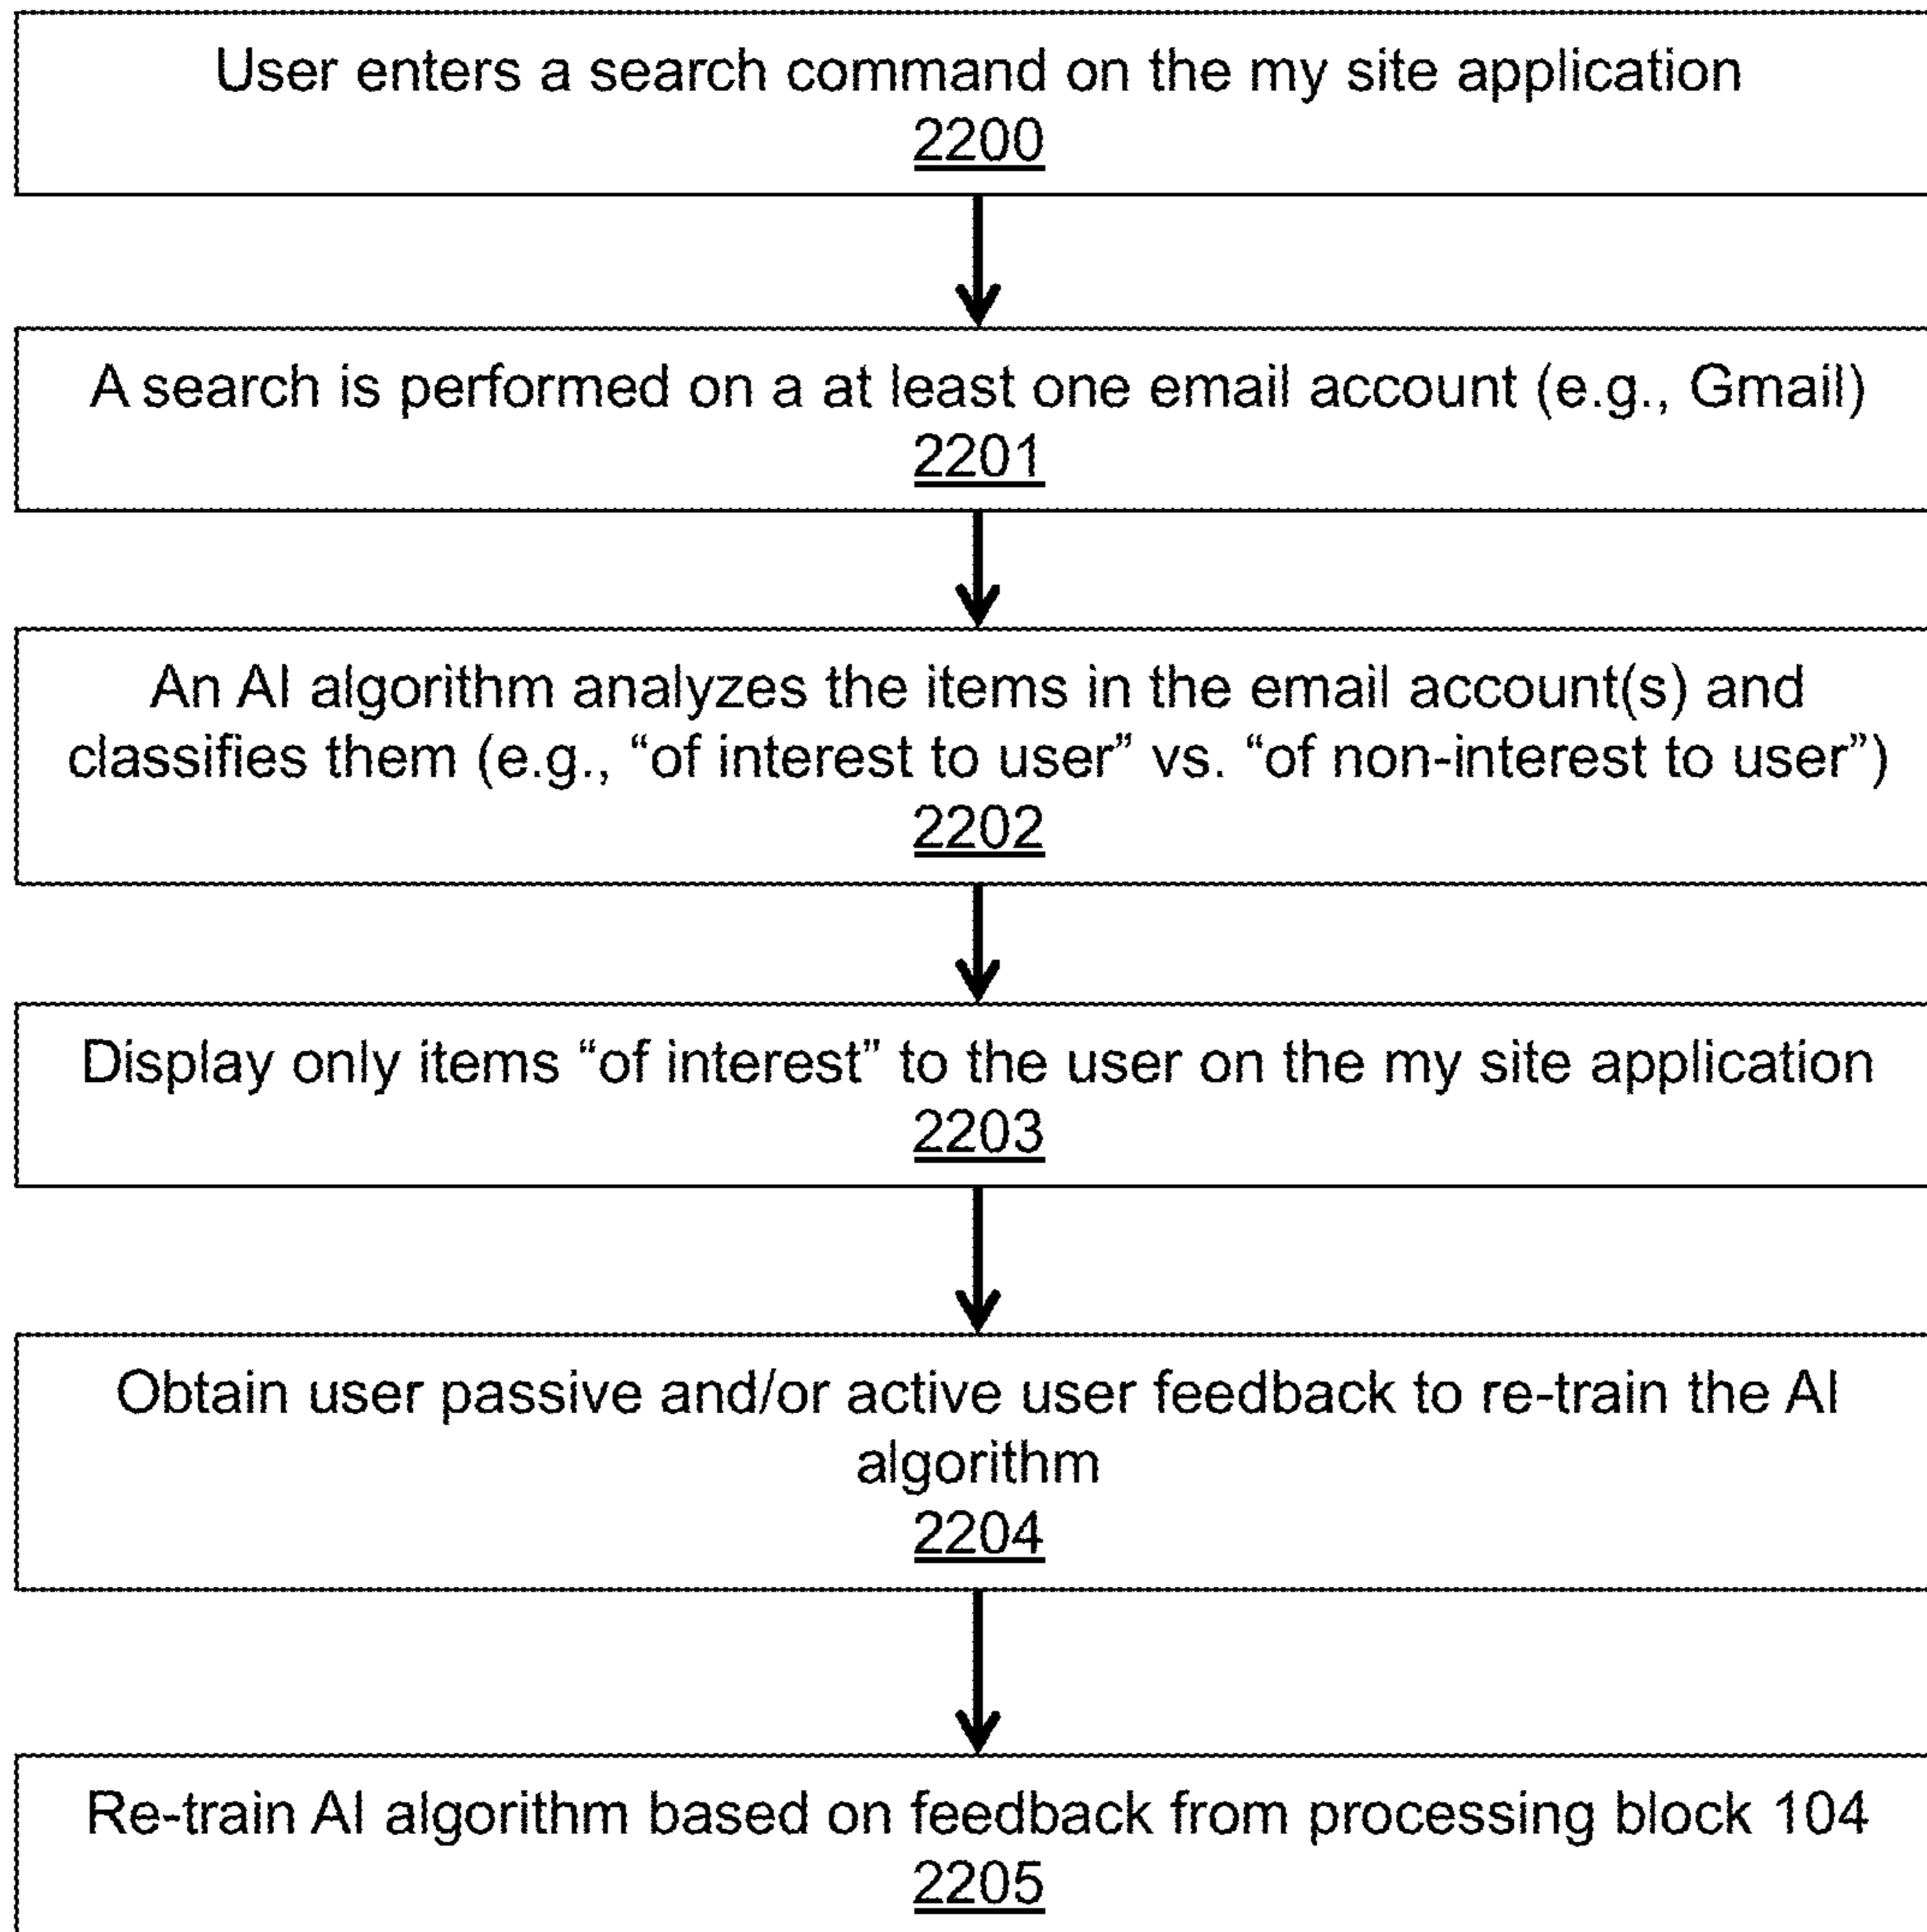 User enters a search command on the my site application
2200
A search is performed on a at least one email account (e.g., Gmail)
2201
An AI algorithm analyzes the items in the email account(s) and
classifies them (e.g., “of interest to user” vs. “of non-interest to user”)
2202
Display only items “of interest” to the user on the my site application
2203
Obtain user passive and/or active user feedback to re-train the AI
algorithm
2204
Re-train AI algorithm based on feedback from processing block 104
2205